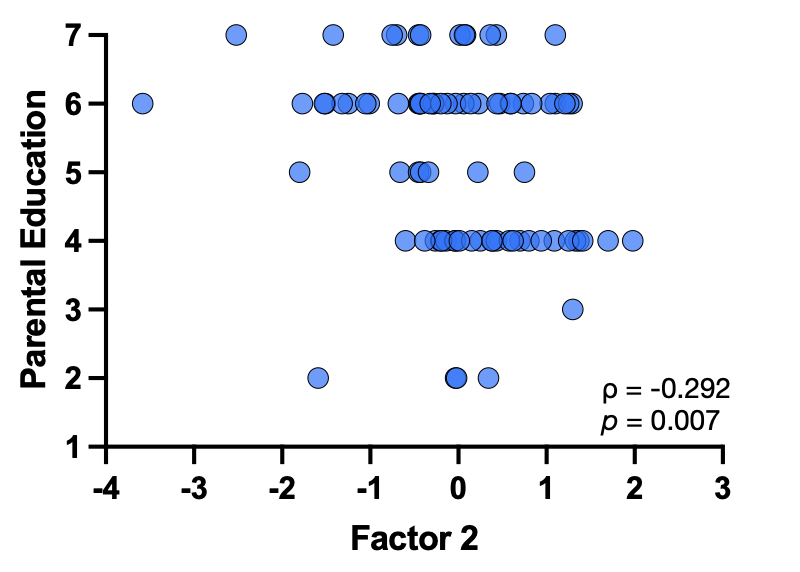 7
6
5
4
3
2
1
Parental Education
ρ = -0.292
p = 0.007
-4 -3 -2 -1 0 1 2 3
Factor 2